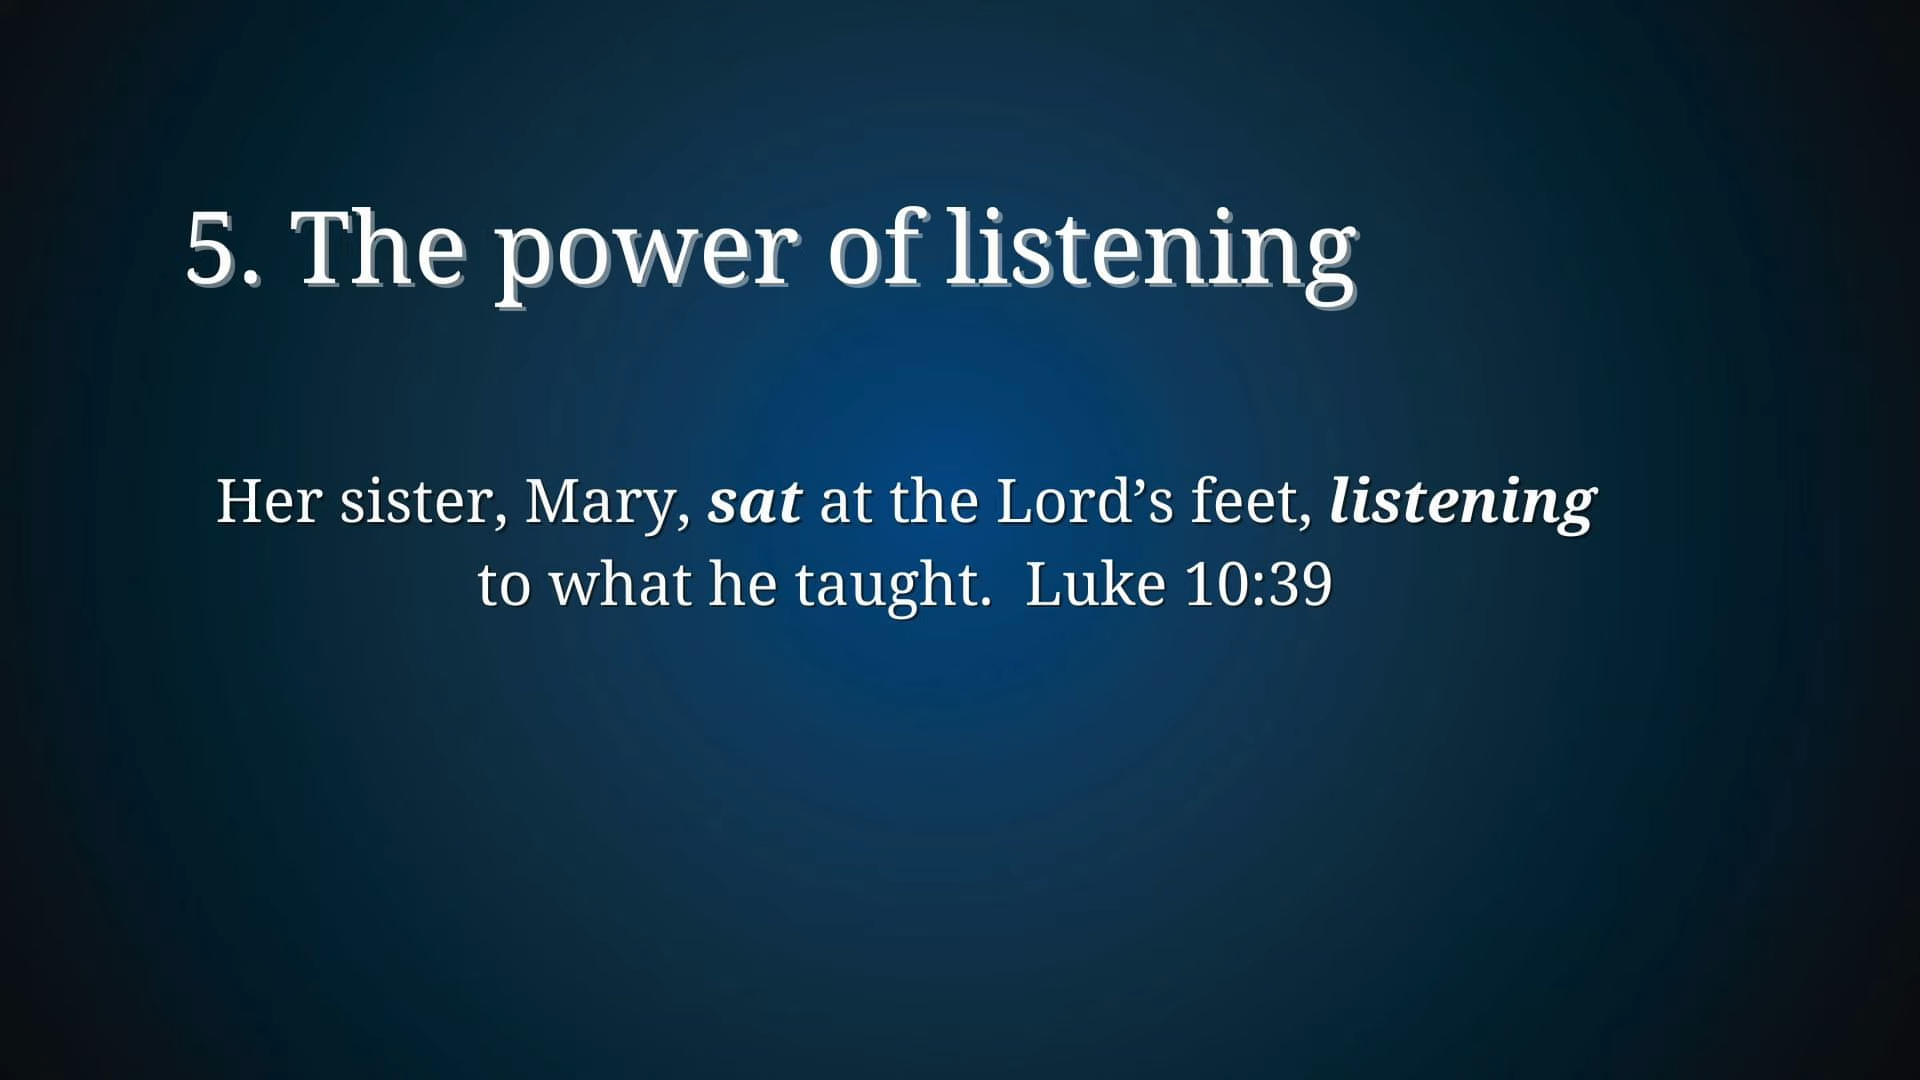 5. The power of listening
Her sister, Mary, sat at the Lord’s feet, listening
to what he taught.  Luke 10:39